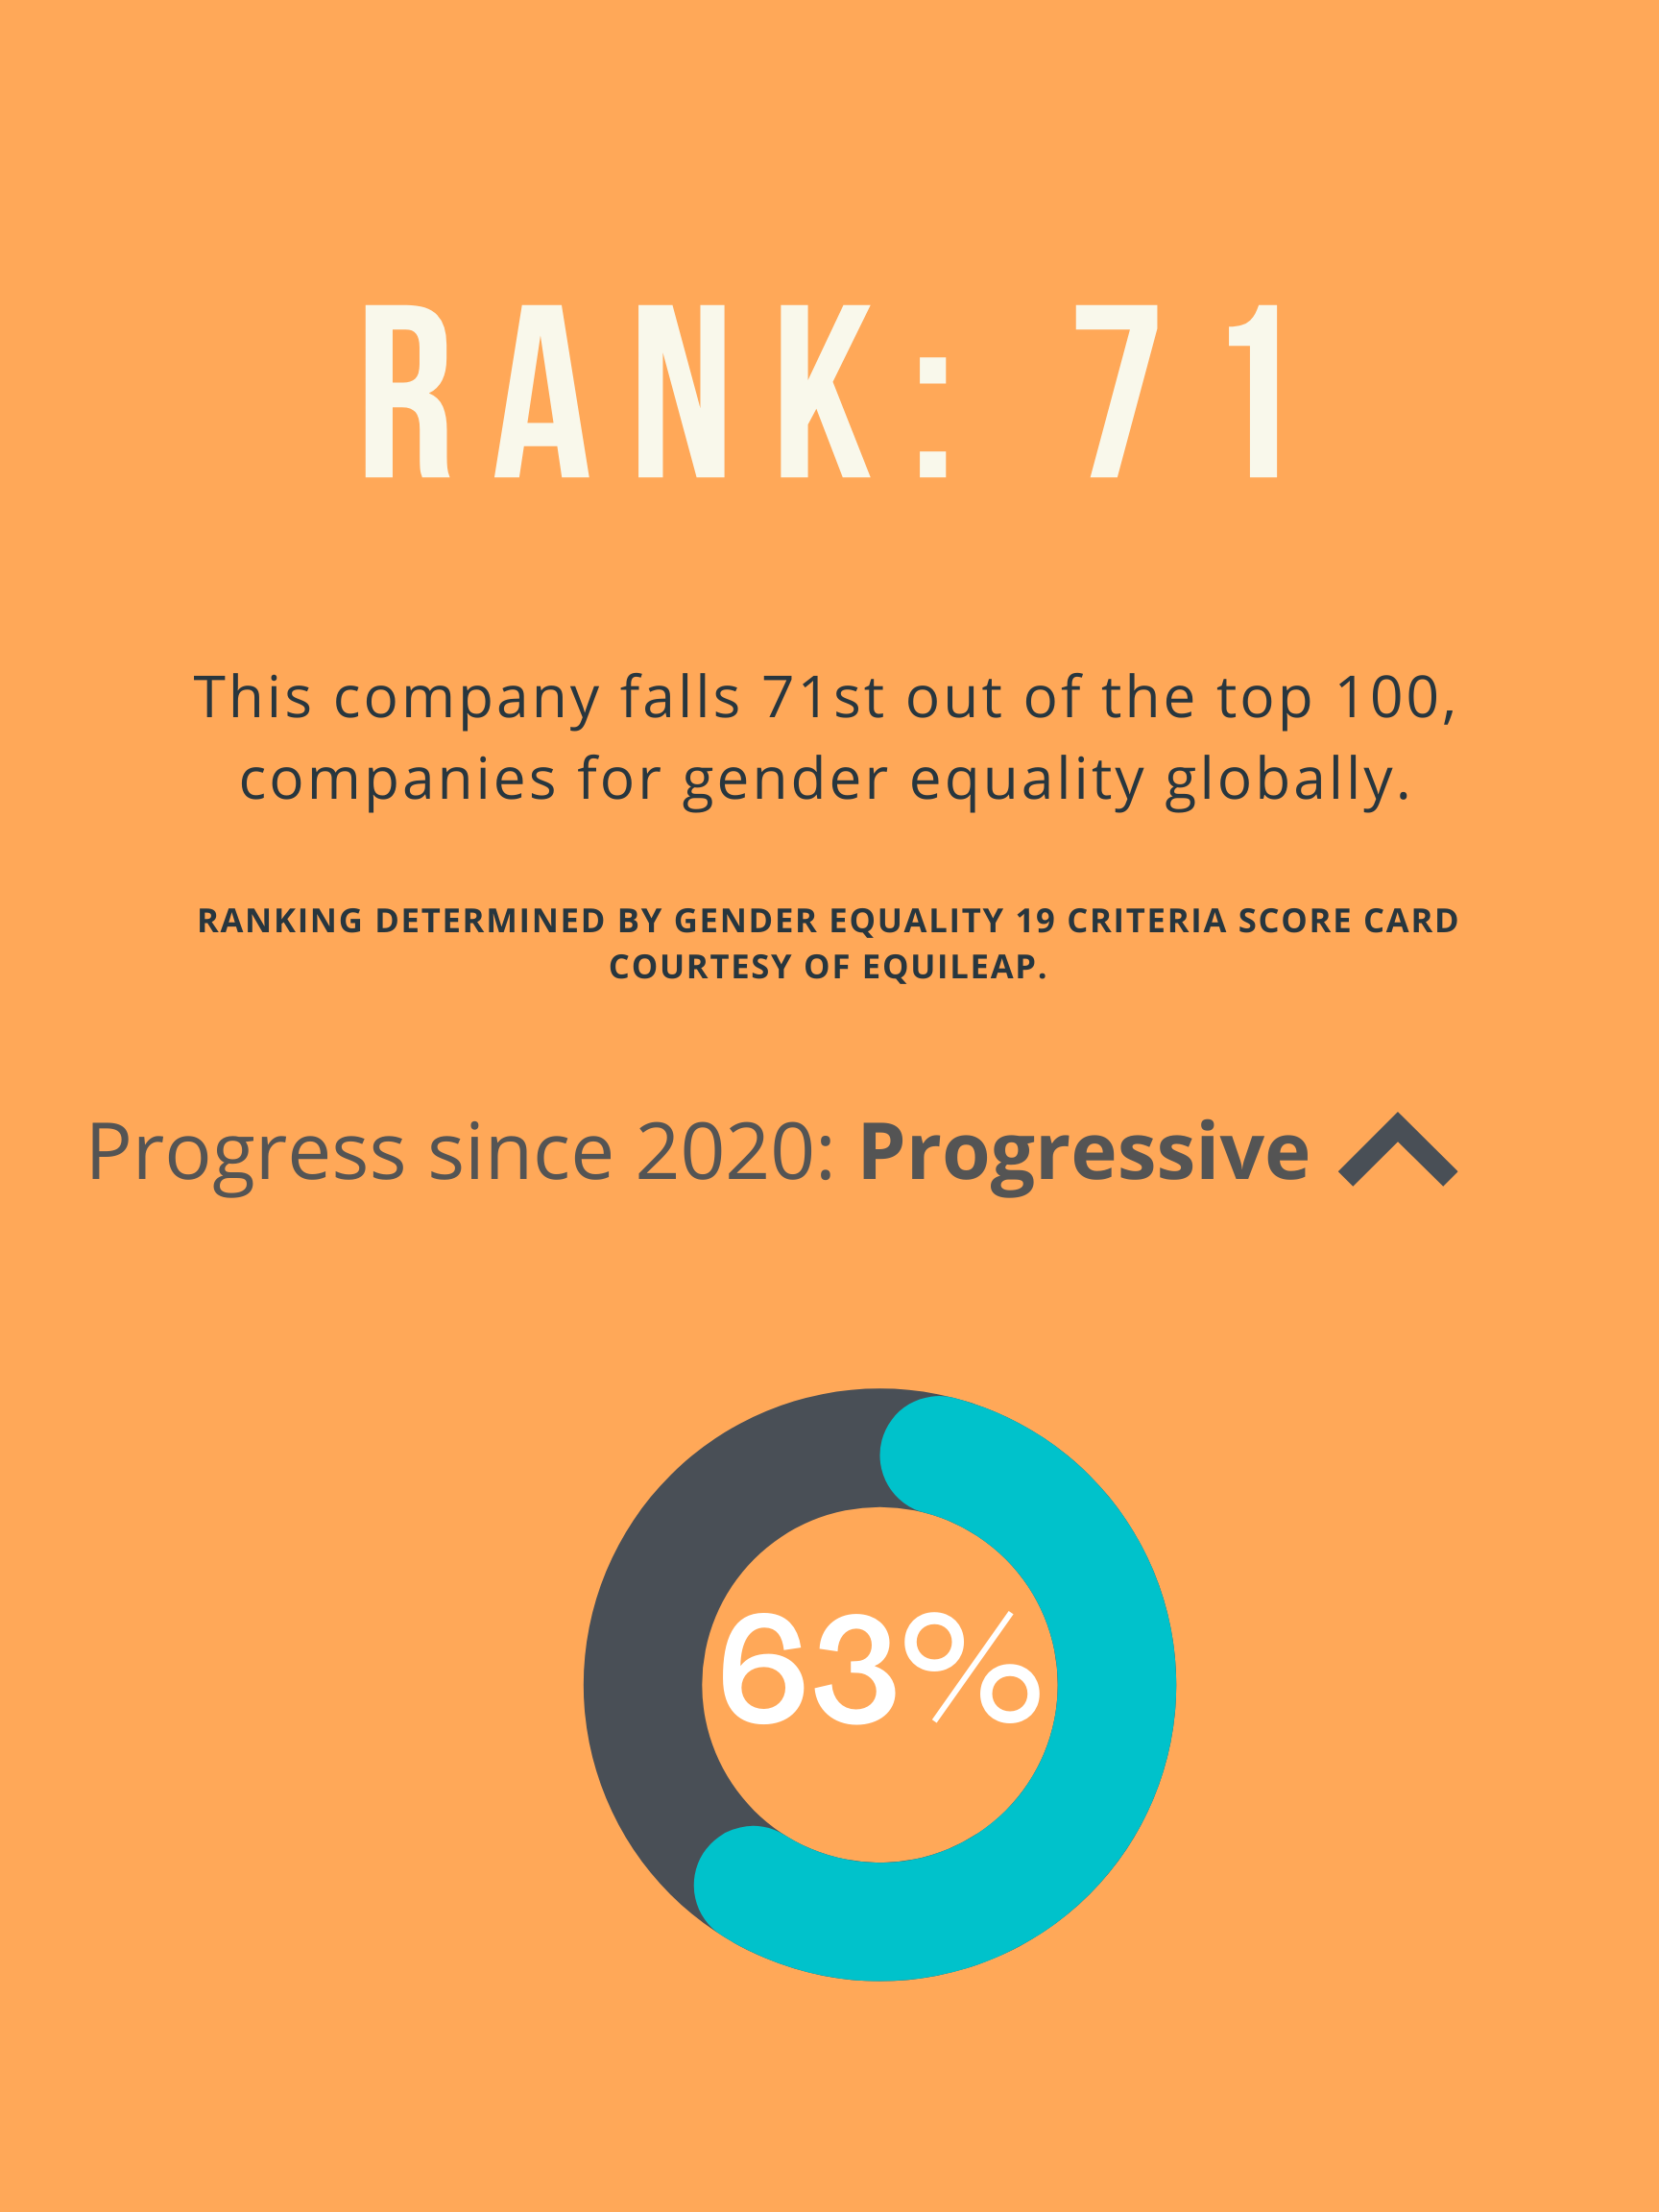 RANK: 71
This company falls 71st out of the top 100,
companies for gender equality globally.
RANKING DETERMINED BY GENDER EQUALITY 19 CRITERIA SCORE CARD
COURTESY OF EQUILEAP.
Progress since 2020: Progressive
63%